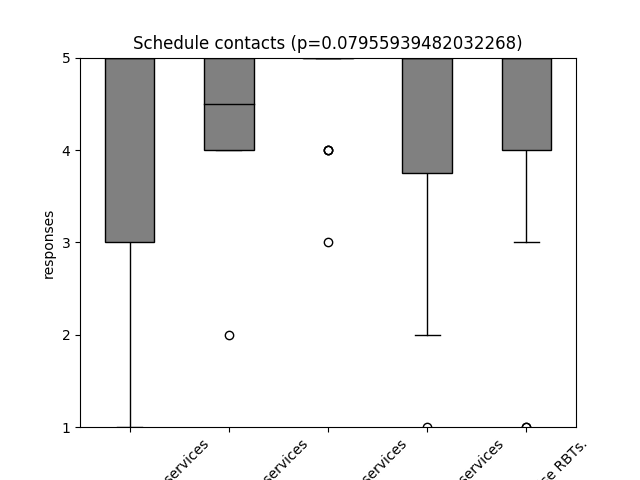 Schedule contacts (p=0.07955939482032268)
responses
5
4
3
2
1
services
services
services
services
RBTs.